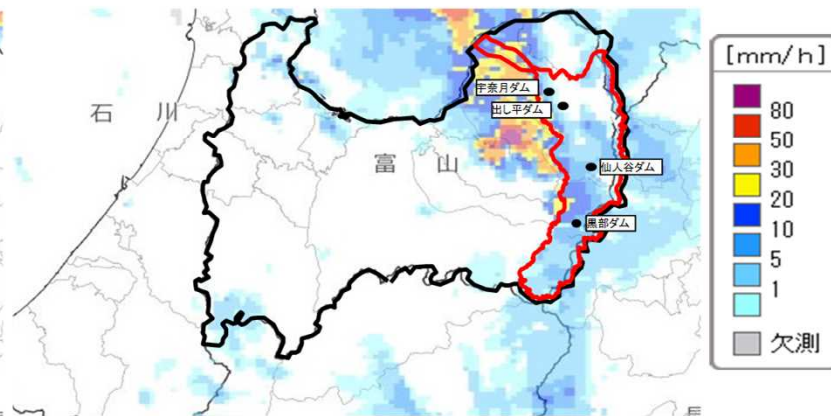 [mm/h]
石川
宇奈月ダム
出し平ダム
富山
仙人谷ダム
黒部ダム
80
50
30
20
10
5
1
欠測
長